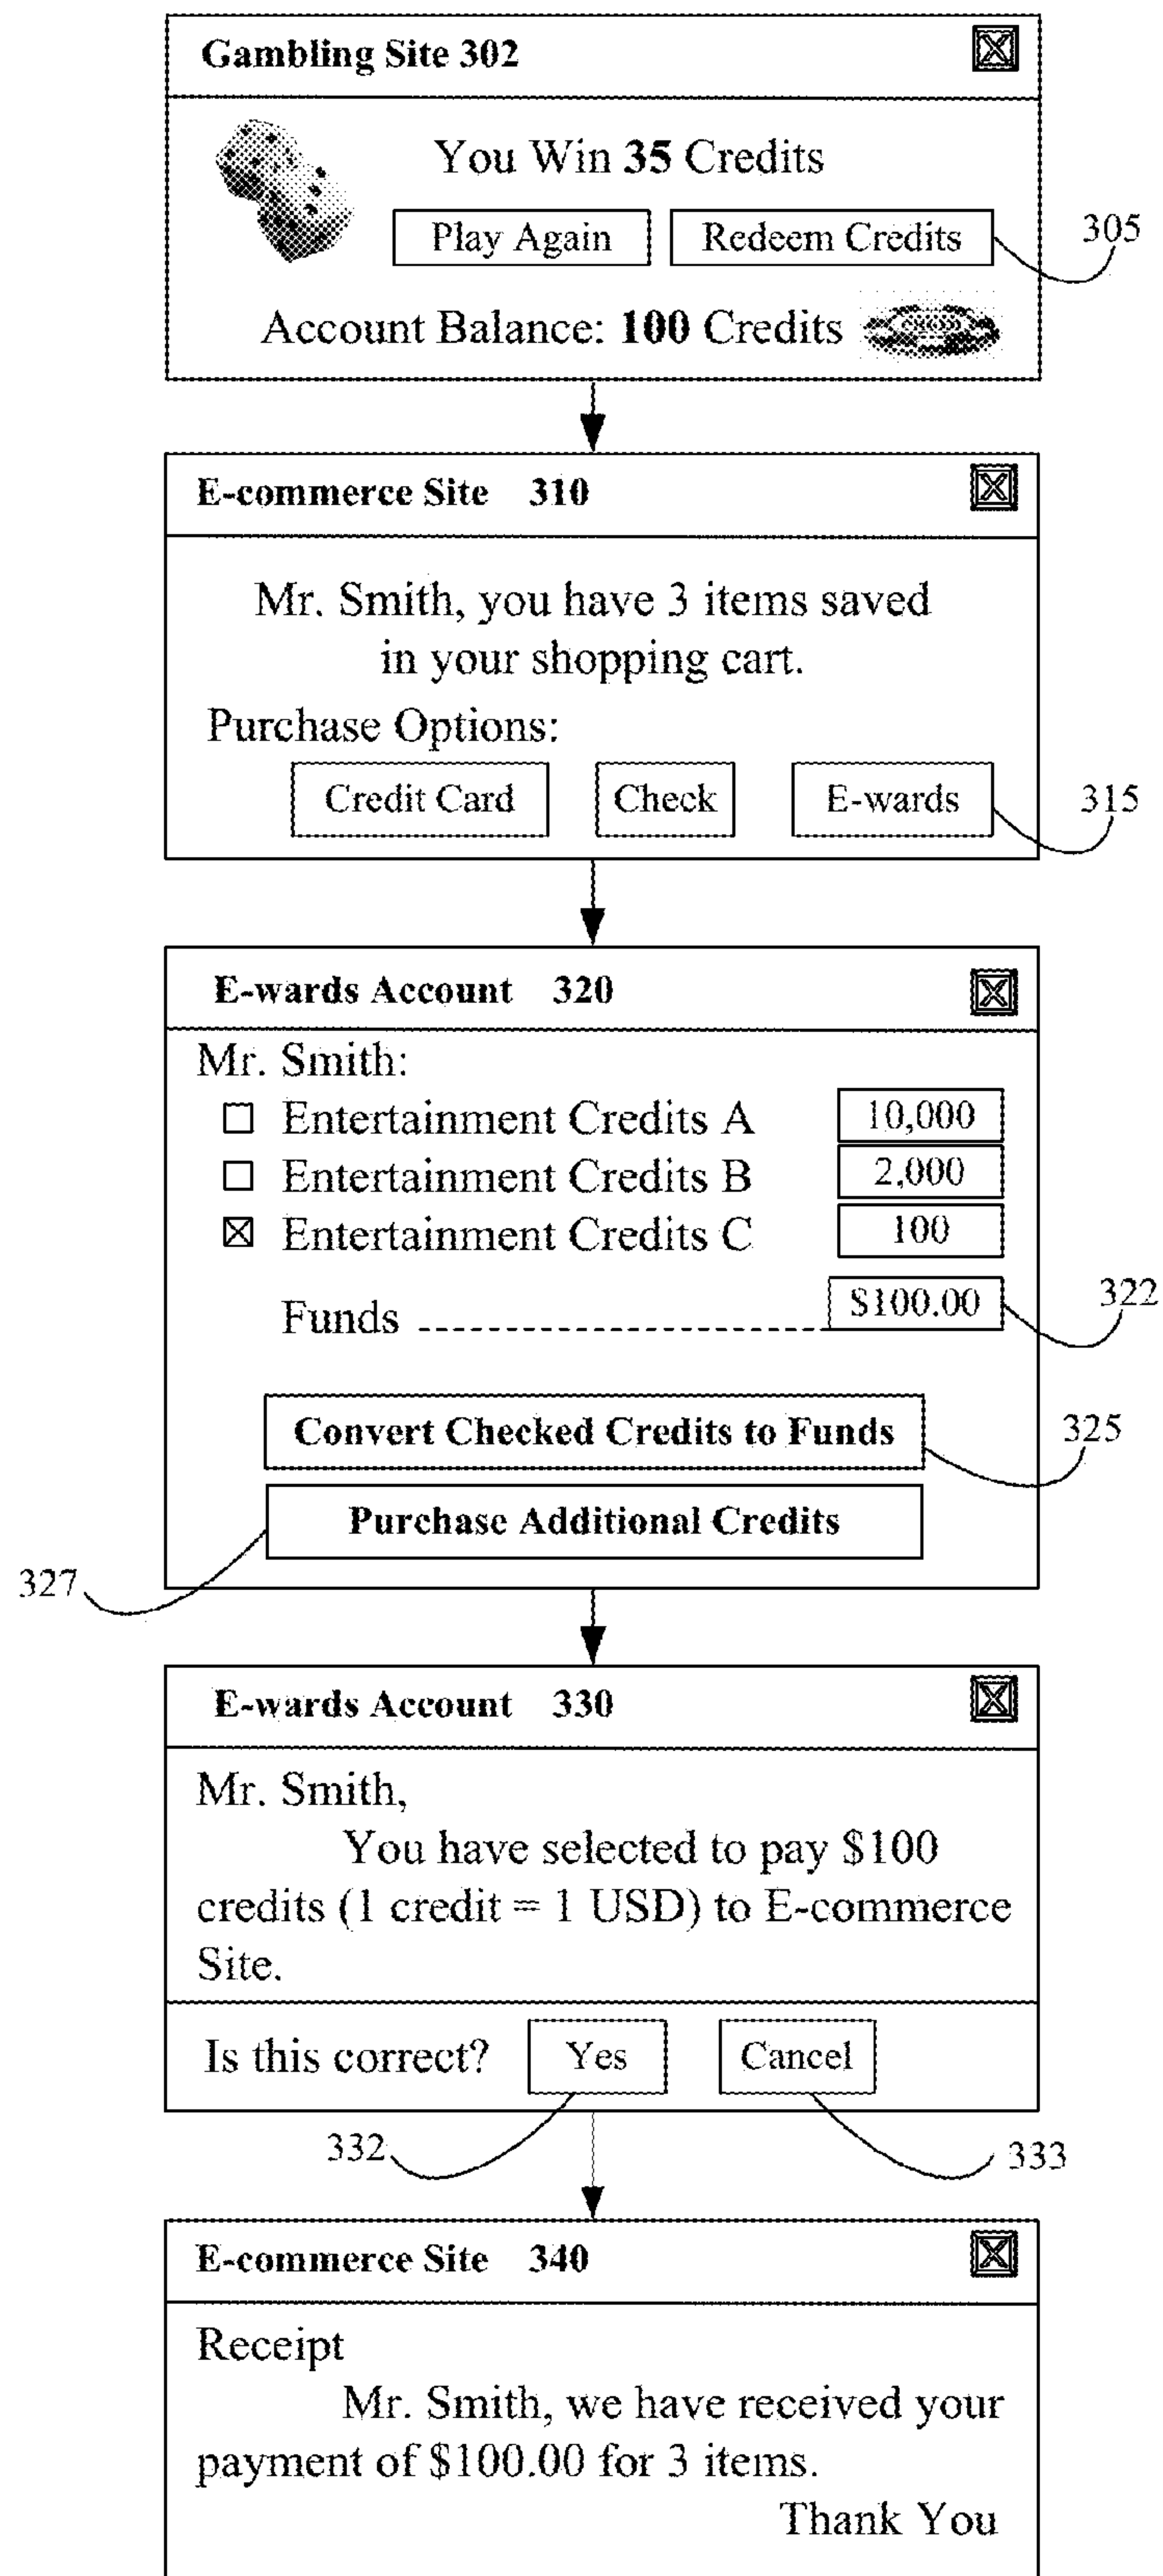 Gambling Site 302
You Win 35 Credits
Play Again
Redeem Credits
305
Account Balance: 100 Credits
E-commerce Site 310
Mr. Smith, you have 3 items saved
in your shopping cart.
Purchase Options:
Credit Card
Check
E-wards
315
E-wards Account 320
Mr. Smith:
Entertainment Credits A 10,000
Entertainment Credits B 2,000
Entertainment Credits C 100
Funds $100.00
322
Convert Checked Credits to Funds
325
Purchase Additional Credits
327
E-wards Account 330
Mr. Smith,
You have selected to pay $100
credits (1 credit = 1 USD) to E-commerce
Site.
Is this correct? Yes Cancel
332
333
E-commerce Site 340
Receipt
Mr. Smith, we have received your
payment of $100.00 for 3 items.
Thank You